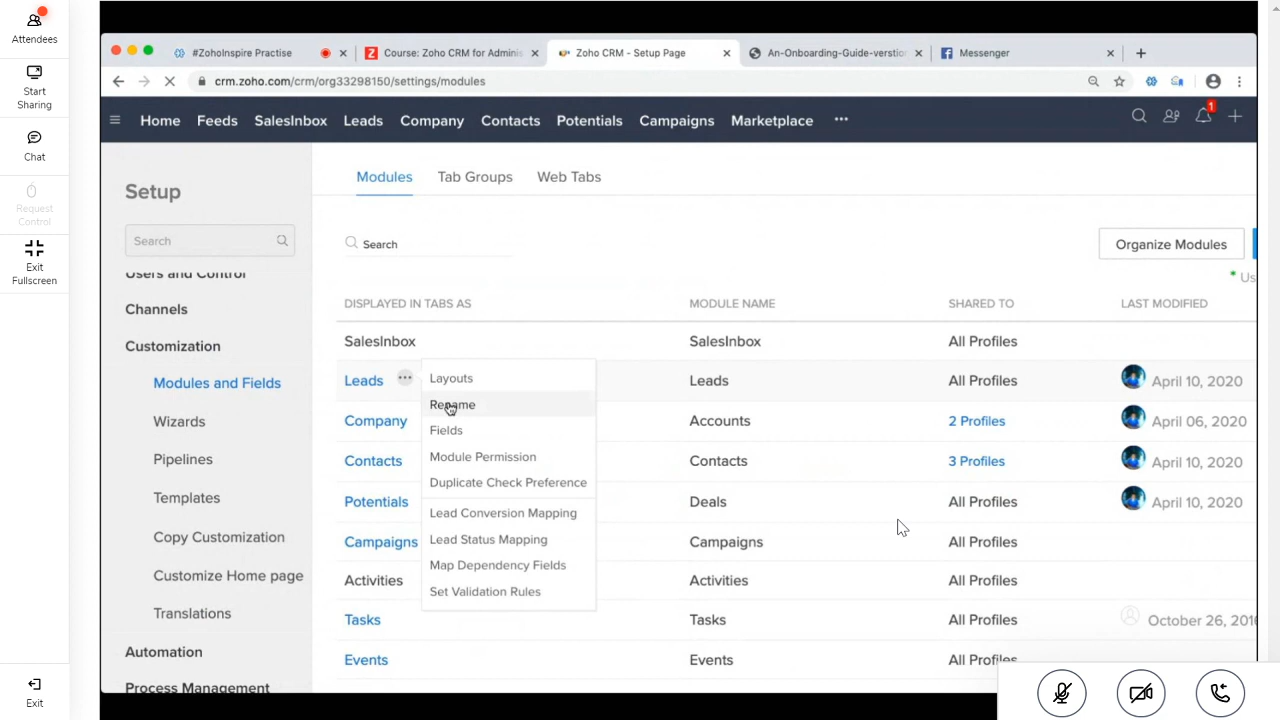 Attendees
Start
Sharing
Chat
Request
Control
Exit
Fullscreen
Exit
#ZohoInspire Practise
Course: Zoho CRM for Adminis
Zoho CRM - Setup Page
An-Onboarding-Guide-verstion
Messenger
crm.zoho.com/crm/org33298150/settings/modules
Home Feeds SalesInbox Leads Company Contacts Potentials Campaigns Marketplace ••• 1
Setup
Search
Users and Control
Channels
Customization
Modules and Fields
Wizards
Pipelines
Templates
Copy Customization
Customize Home page
Translations
Automation
Process Management
Modules Tab Groups Web Tabs
Search
Organize Modules
* Us
DISPLAYED IN TABS AS MODULE NAME SHARED TO LAST MODIFIED
SalesInbox SalesInbox All Profiles
Leads ••• Leads All Profiles April 10, 2020
Company Accounts 2 Profiles April 06, 2020
Contacts Contacts 3 Profiles April 10, 2020
Potentials Deals All Profiles April 10, 2020
Campaigns Campaigns All Profiles
Activities Activities All Profiles
Tasks Tasks All Profiles October 26, 2016
Events Events All Profiles
Layouts
Rename
Fields
Module Permission
Duplicate Check Preference
Lead Conversion Mapping
Lead Status Mapping
Map Dependency Fields
Set Validation Rules